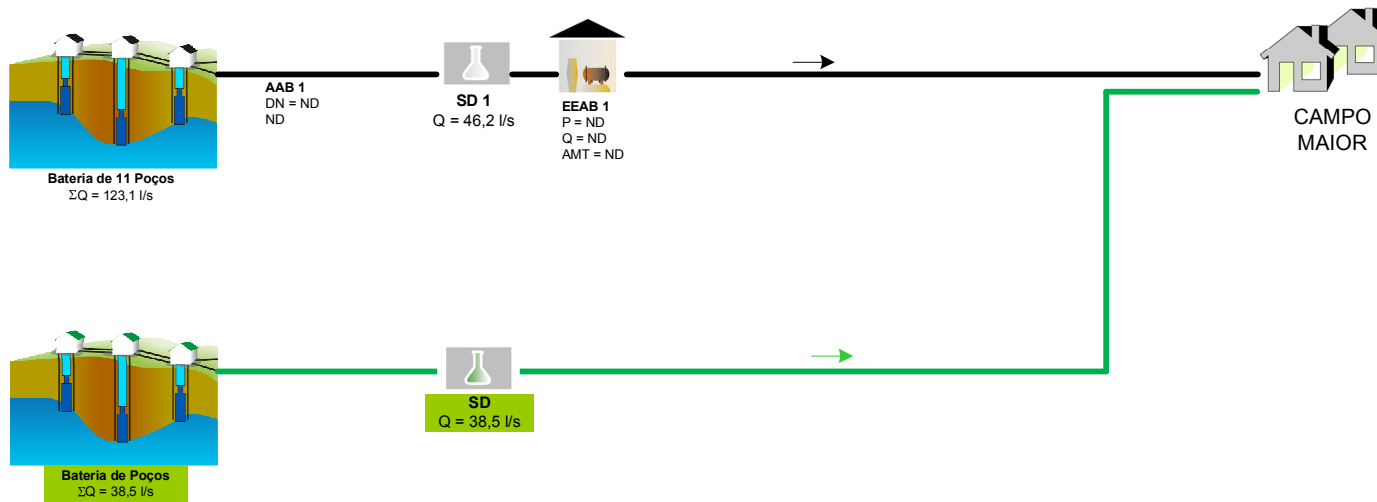 AAB 1
DN = ND
ND
SD 1
Q = 46,2 l/s
EEAB 1
P = ND
Q = ND
AMT = ND
CAMPO
MAIOR
Bateria de 11 Poços
ΣQ = 123,1 l/s
SD
Q = 38,5 l/s
Bateria de Poços
ΣQ = 38,5 l/s